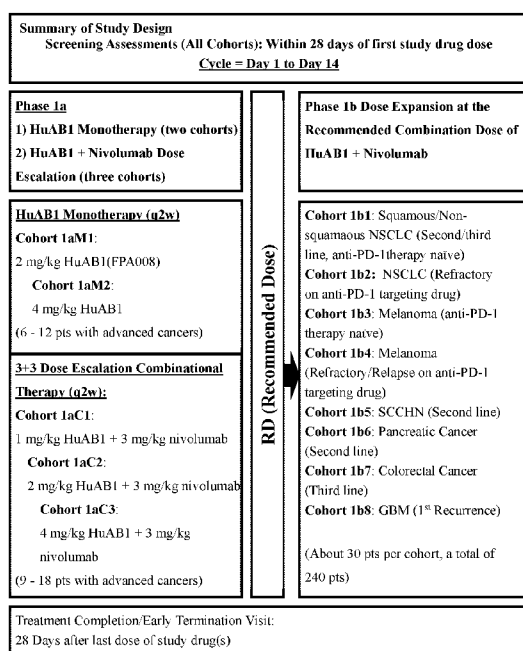 Summary of Study Design
Screening Assessments (All Cohorts): Within 28 days of first study drug dose
Cycle = Day 1 to Day 14
Phase 1a
1) HuAB1 Monotherapy (two cohorts)
2) HuAB1 + Nivolumab Dose
Escalation (three cohorts)
HuAB1 Monotherapy (q2w)
Cohort 1aM1:
2 mg/kg HuAB1(FPA008)
Cohort 1aM2:
4 mg/kg HuAB1
(6 - 12 pts with advanced cancers)
3+3 Dose Escalation Combinational
Therapy (q2w):
Cohort 1aC1:
1 mg/kg HuAB1 + 3 mg/kg nivolumab
Cohort 1aC2:
2 mg/kg HuAB1 + 3 mg/kg nivolumab
Cohort 1aC3:
4 mg/kg HuAB1 + 3 mg/kg
nivolumab
(9 - 18 pts with advanced cancers)
RD (Recommended Dose)
Phase 1b Dose Expansion at the
Recommended Combination Dose of
HuAB1 + Nivolumab
Cohort 1b1: Squamous/Non-
squamaous NSCLC (Second/third
line, anti-PD-1therapy naïve)
Cohort 1b2: NSCLC (Refractory
on anti-PD-1 targeting drug)
Cohort 1b3: Melanoma (anti-PD-1
therapy naïve)
Cohort 1b4: Melanoma
(Refractory/Relapse on anti-PD-1
targeting drug)
Cohort 1b5: SCCHN (Second line)
Cohort 1b6: Pancreatic Cancer
(Second line)
Cohort 1b7: Colorectal Cancer
(Third line)
Cohort 1b8: GBM (1st Recurrence)
(About 30 pts per cohort, a total of
240 pts)
Treatment Completion/Early Termination Visit:
28 Days after last dose of study drug(s)